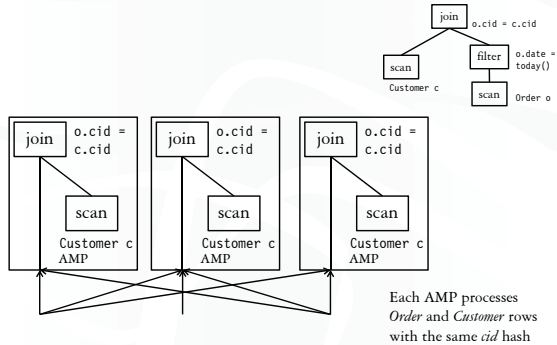 join
o.cid = c.cid
scan
Customer c
filter
o.date =
today()
scan
Order o
join
o.cid =
c.cid
scan
Customer c
AMP
join
o.cid =
c.cid
scan
Customer c
AMP
join
o.cid =
c.cid
scan
Customer c
AMP
Each AMP processes
Order and Customer rows
with the same cid hash